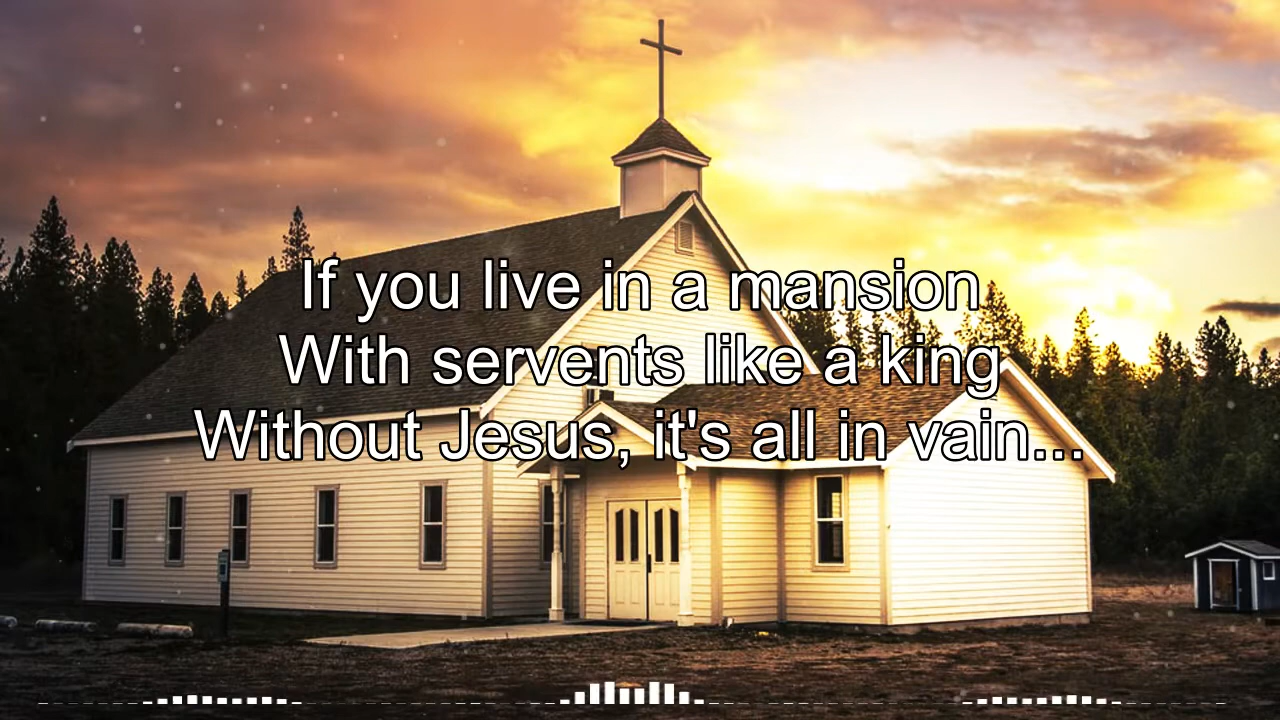 If you live in a mansion
With servents like a king
Without Jesus, it's all in vain...